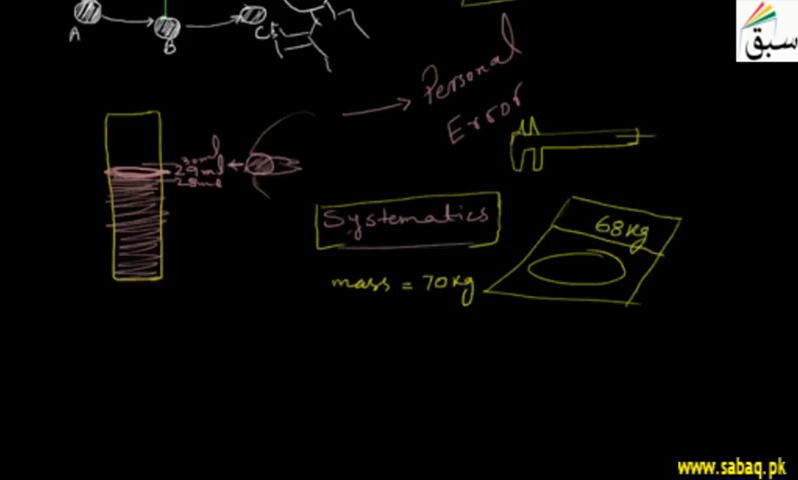 سبق
A
B
C
Personal
Error
30ml
29ml
28ml
Systematics
68kg
mass = 70kg
www.sabaq.pk